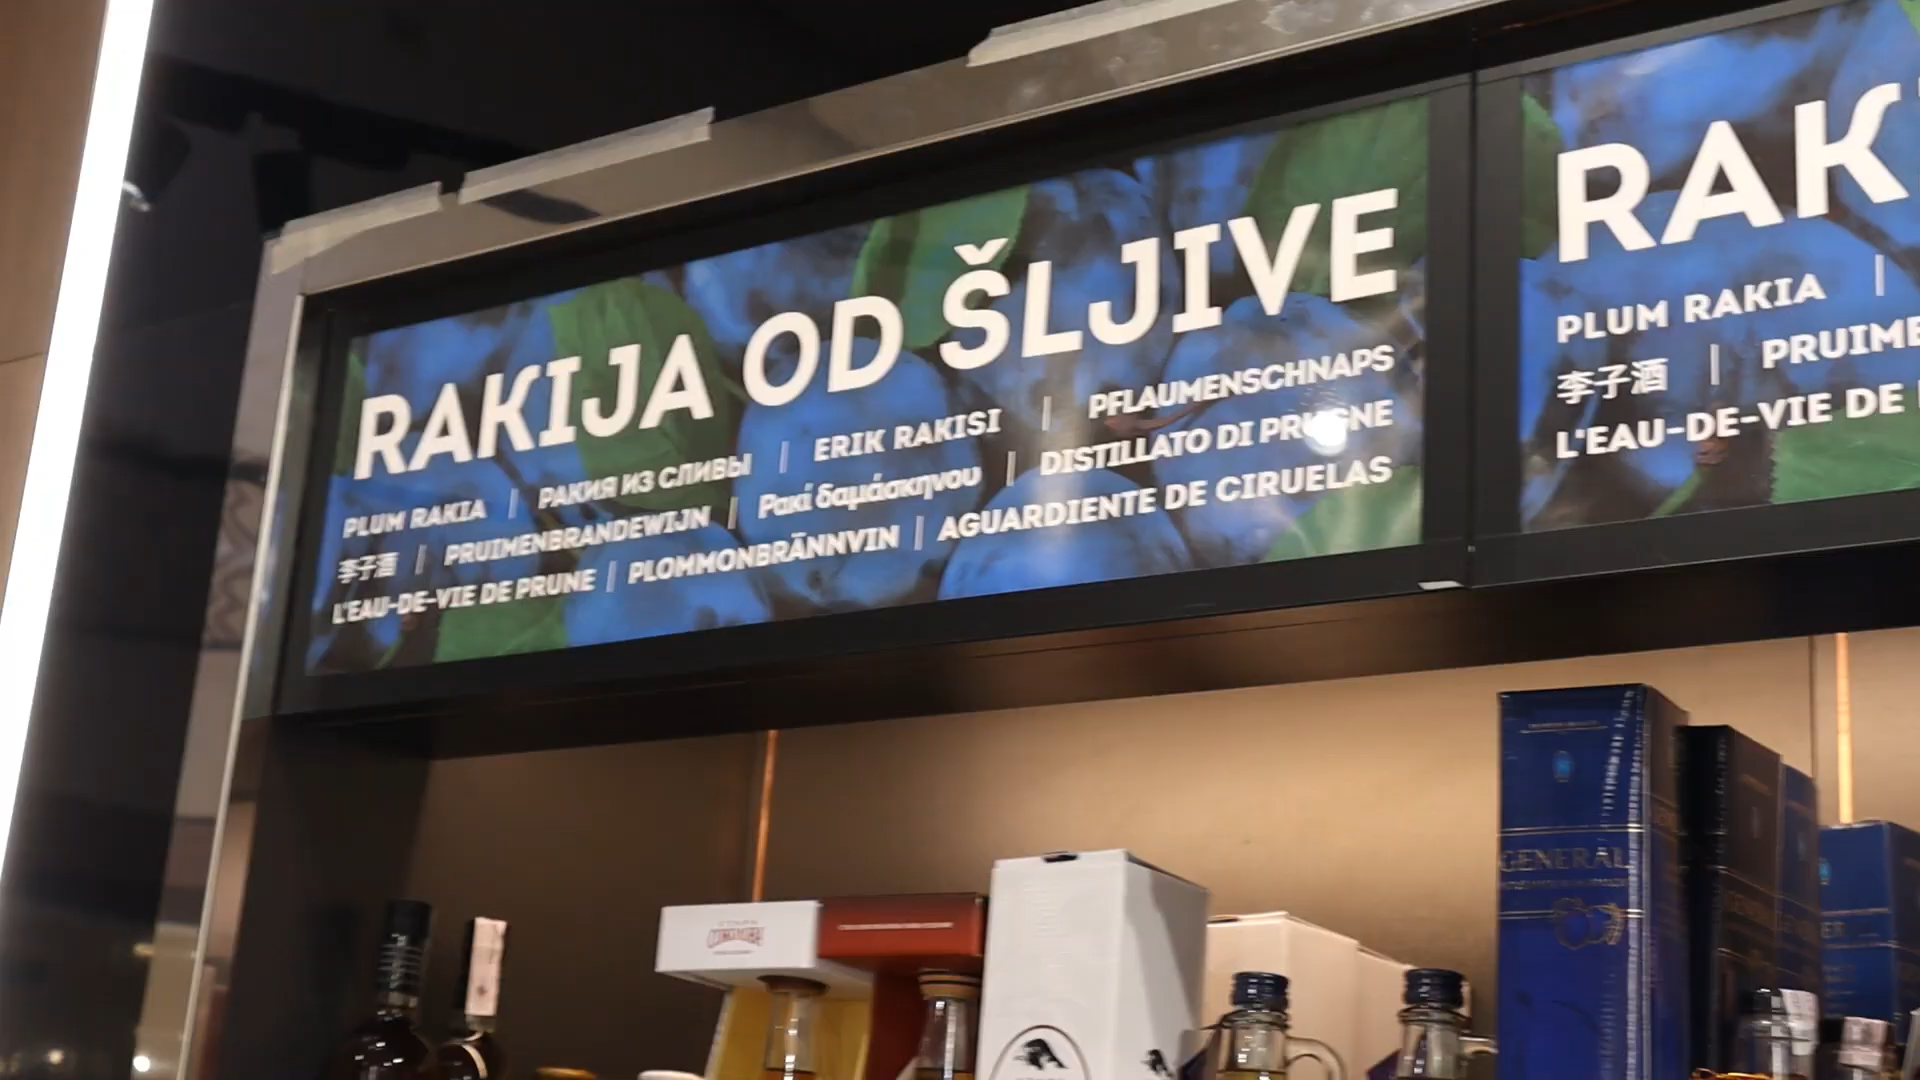 RAKIJA OD ŠLJIVE
PLUM RAKIA | РАКИЯ ИЗ СЛИВЫ | ERIK RAKISI | PFLAUMENSCHNAPS
李子酒 | PRUIMENBRANDEWIJN | Ρακί δαμάσκηνου | DISTILLATO DI PRUGNE
L'EAU-DE-VIE DE PRUNE | PLOMMONBRÄNNVIN | AGUARDIENTE DE CIRUELAS
RAK
PLUM RAKIA |
李子酒 | PRUIME
L'EAU-DE-VIE DE
GENERAL